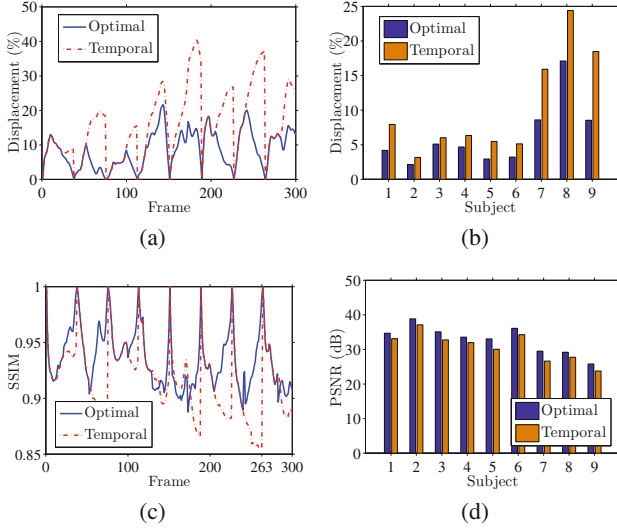 Displacement (%)
50
40
30
20
10
0
0
100
200
300
Frame
Optimal
Temporal
(a)
Displacement (%)
25
20
15
10
5
0
1 2 3 4 5 6 7 8 9
Subject
Optimal
Temporal
(b)
SSIM
1
0.95
0.9
0.85
0
100
200
263
300
Frame
Optimal
Temporal
(c)
PSNR (dB)
50
40
30
20
10
0
1 2 3 4 5 6 7 8 9
Subject
Optimal
Temporal
(d)